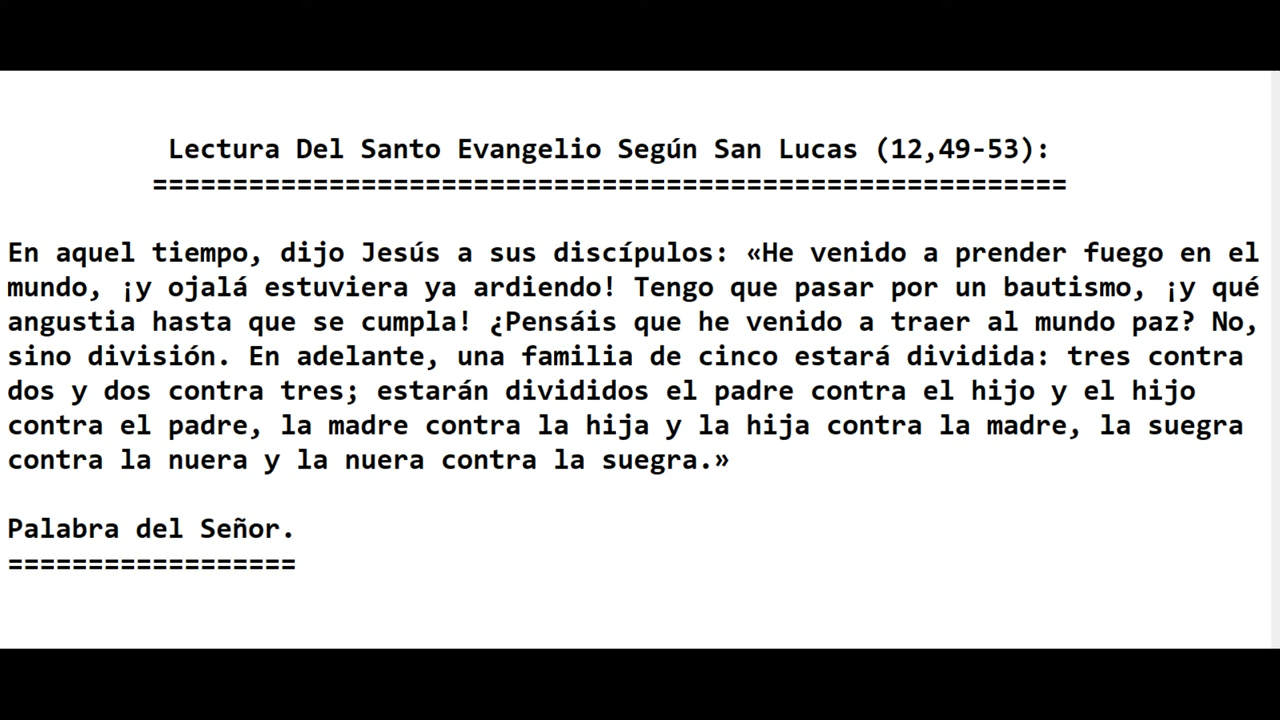 Lectura Del Santo Evangelio Según San Lucas (12,49-53):
=========================================================
En aquel tiempo, dijo Jesús a sus discípulos: «He venido a prender fuego en el
mundo, ¡y ojalá estuviera ya ardiendo! Tengo que pasar por un bautismo, ¡y qué
angustia hasta que se cumpla! ¿Pensáis que he venido a traer al mundo paz? No,
sino división. En adelante, una familia de cinco estará dividida: tres contra
dos y dos contra tres; estarán divididos el padre contra el hijo y el hijo
contra el padre, la madre contra la hija y la hija contra la madre, la suegra
contra la nuera y la nuera contra la suegra.»
Palabra del Señor.
==================